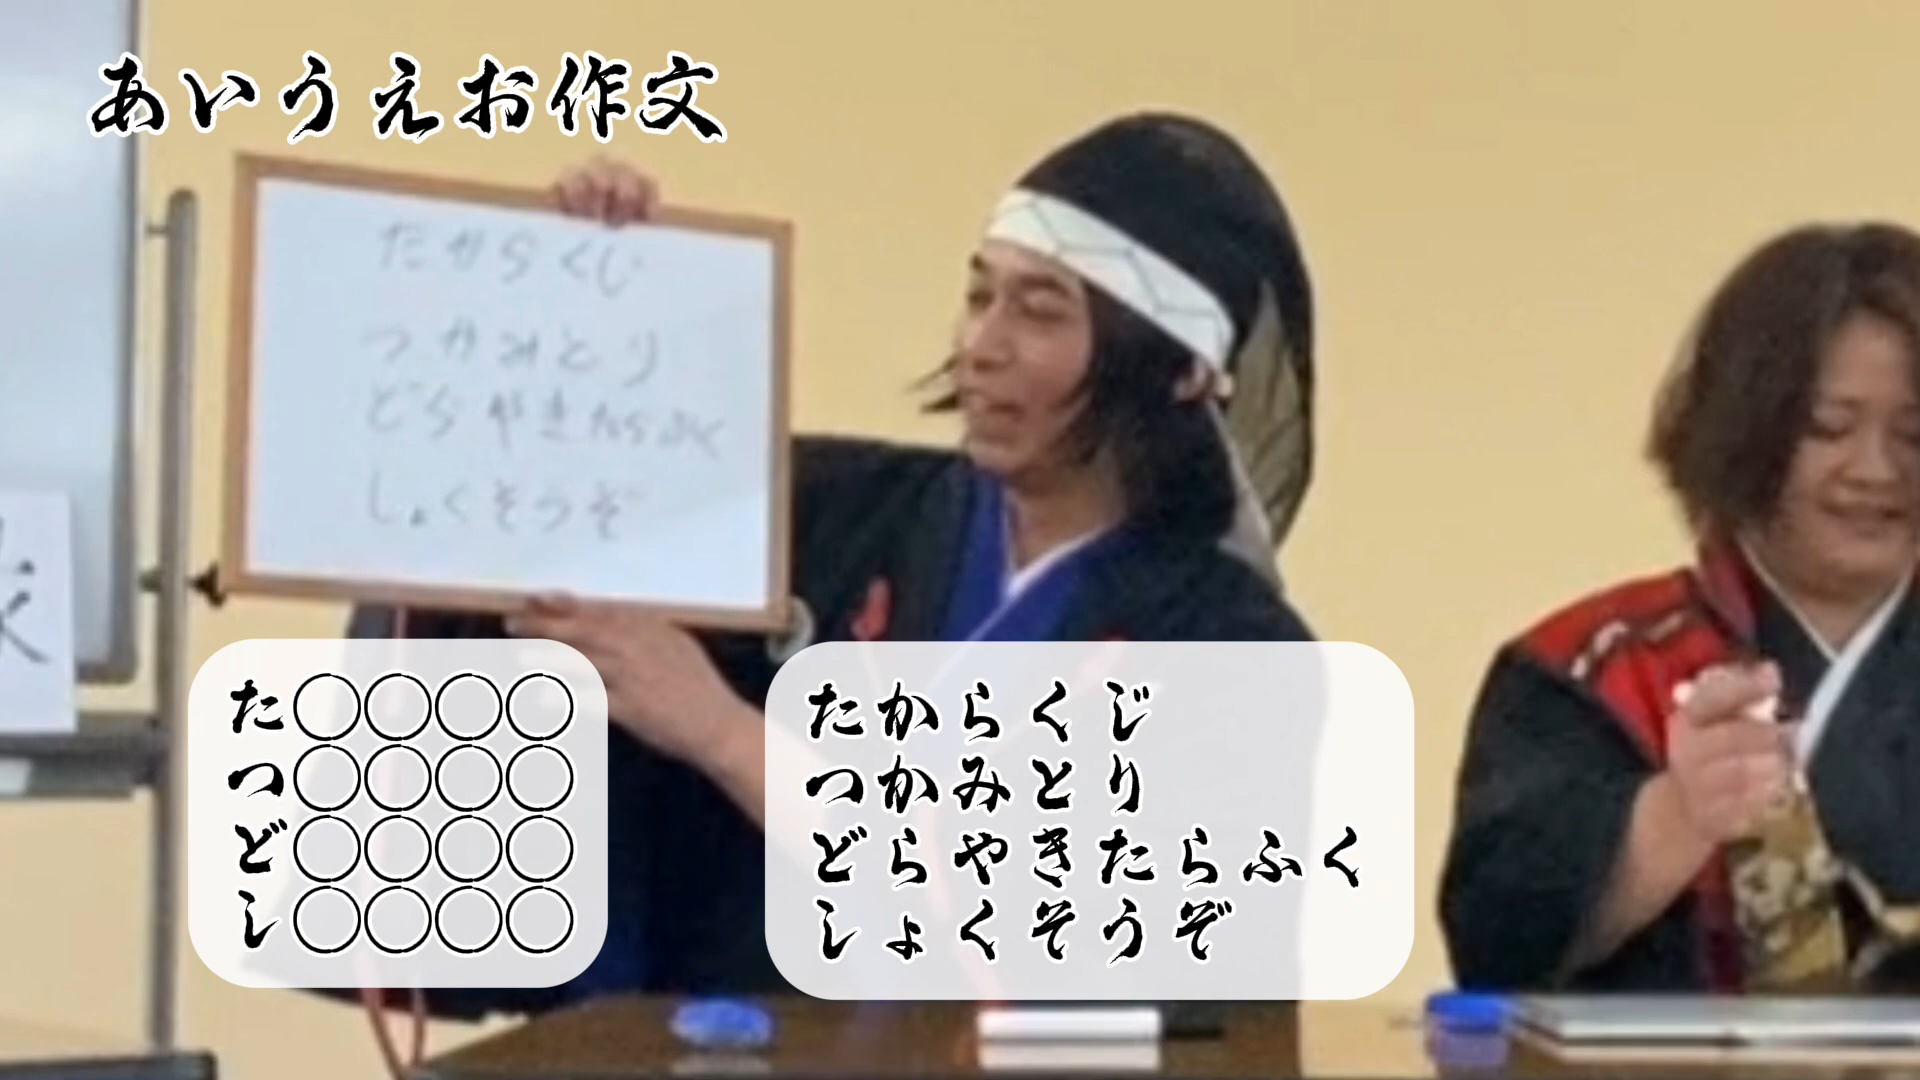 あいうえお作文
たからくじ
つかみとり
どらやきたらふく
しょくそうぞ
た○○○○
つ○○○○
ど○○○○
し○○○○
たからくじ
つかみとり
どらやきたらふく
しょくそうぞ